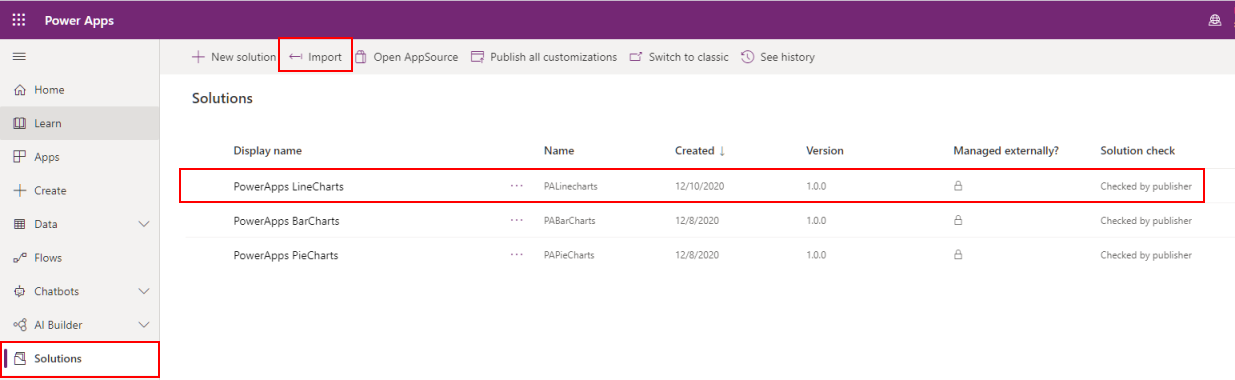 Power Apps
New solution Import Open AppSource Publish all customizations Switch to classic See history
Home
Learn
Apps
Create
Data
Flows
Chatbots
AI Builder
Solutions
Solutions
Display name Name Created ↓ Version Managed externally? Solution check
PowerApps LineCharts ... PALinecharts 12/10/2020 1.0.0 Checked by publisher
PowerApps BarCharts ... PABarCharts 12/8/2020 1.0.0 Checked by publisher
PowerApps PieCharts ... PAPieCharts 12/8/2020 1.0.0 Checked by publisher